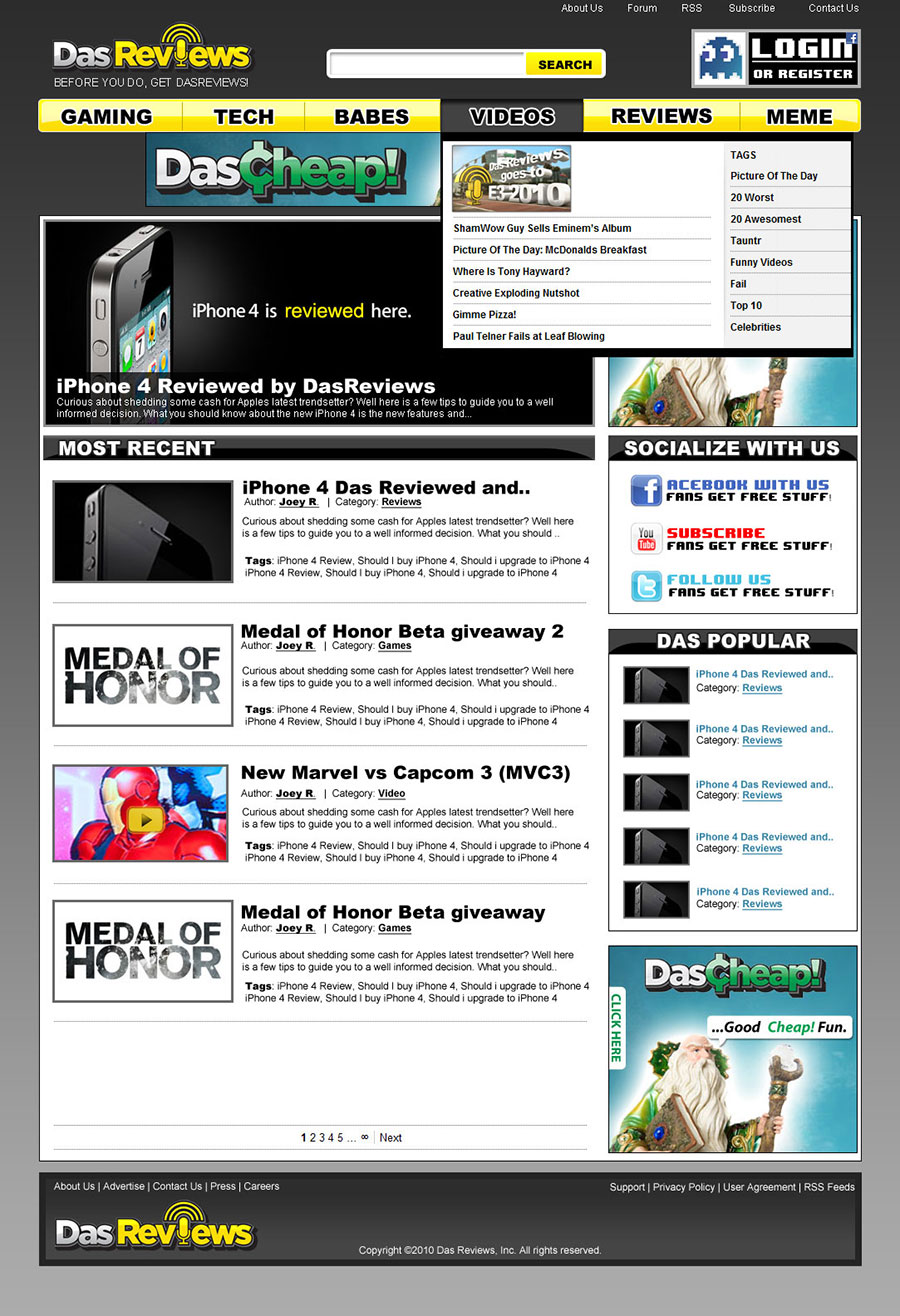 About Us Forum RSS Subscribe Contact Us
Das Reviews
BEFORE YOU DO, GET DASREVIEWS!
SEARCH
LOGIN
OR REGISTER
GAMING TECH BABES VIDEOS REVIEWS MEME
Das¢heap!
DasReviews
goes to
E3-2010
ShamWow Guy Sells Eminem's Album
Picture Of The Day: McDonalds Breakfast
Where Is Tony Hayward?
Creative Exploding Nutshot
Gimme Pizza!
Paul Telner Fails at Leaf Blowing
TAGS
Picture Of The Day
20 Worst
20 Awesomest
Tauntr
Funny Videos
Fail
Top 10
Celebrities
iPhone 4 is reviewed here.
iPhone 4 Reviewed by DasReviews
Curious about shedding some cash for Apples latest trendsetter? Well here is a few tips to guide you to a well
informed decision. What you should know about the new iPhone 4 is the new features and...
MOST RECENT
iPhone 4 Das Reviewed and..
Author: Joey R. | Category: Reviews
Curious about shedding some cash for Apples latest trendsetter? Well here
is a few tips to guide you to a well informed decision. What you should ..
Tags: iPhone 4 Review, Should I buy iPhone 4, Should i upgrade to iPhone 4
iPhone 4 Review, Should I buy iPhone 4, Should i upgrade to iPhone 4
MEDAL OF
HONOR
Medal of Honor Beta giveaway 2
Author: Joey R. | Category: Games
Curious about shedding some cash for Apples latest trendsetter? Well here
is a few tips to guide you to a well informed decision. What you should..
Tags: iPhone 4 Review, Should I buy iPhone 4, Should i upgrade to iPhone 4
iPhone 4 Review, Should I buy iPhone 4, Should i upgrade to iPhone 4
New Marvel vs Capcom 3 (MVC3)
Author: Joey R. | Category: Video
Curious about shedding some cash for Apples latest trendsetter? Well here
is a few tips to guide you to a well informed decision. What you should..
Tags: iPhone 4 Review, Should I buy iPhone 4, Should i upgrade to iPhone 4
iPhone 4 Review, Should I buy iPhone 4, Should i upgrade to iPhone 4
MEDAL OF
HONOR
Medal of Honor Beta giveaway
Author: Joey R. | Category: Games
Curious about shedding some cash for Apples latest trendsetter? Well here
is a few tips to guide you to a well informed decision. What you should..
Tags: iPhone 4 Review, Should I buy iPhone 4, Should i upgrade to iPhone 4
iPhone 4 Review, Should I buy iPhone 4, Should i upgrade to iPhone 4
1 2 3 4 5 ... ∞ | Next
SOCIALIZE WITH US
f ACEBOOK WITH US
FANS GET FREE STUFF!
You Tube SUBSCRIBE
FANS GET FREE STUFF!
t FOLLOW US
FANS GET FREE STUFF!
DAS POPULAR
iPhone 4 Das Reviewed and..
Category: Reviews
iPhone 4 Das Reviewed and..
Category: Reviews
iPhone 4 Das Reviewed and..
Category: Reviews
iPhone 4 Das Reviewed and..
Category: Reviews
iPhone 4 Das Reviewed and..
Category: Reviews
Das¢heap!
CLICK HERE
...Good Cheap! Fun.
About Us | Advertise | Contact Us | Press | Careers
Support | Privacy Policy | User Agreement | RSS Feeds
Das Reviews
Copyright ©2010 Das Reviews, Inc. All rights reserved.